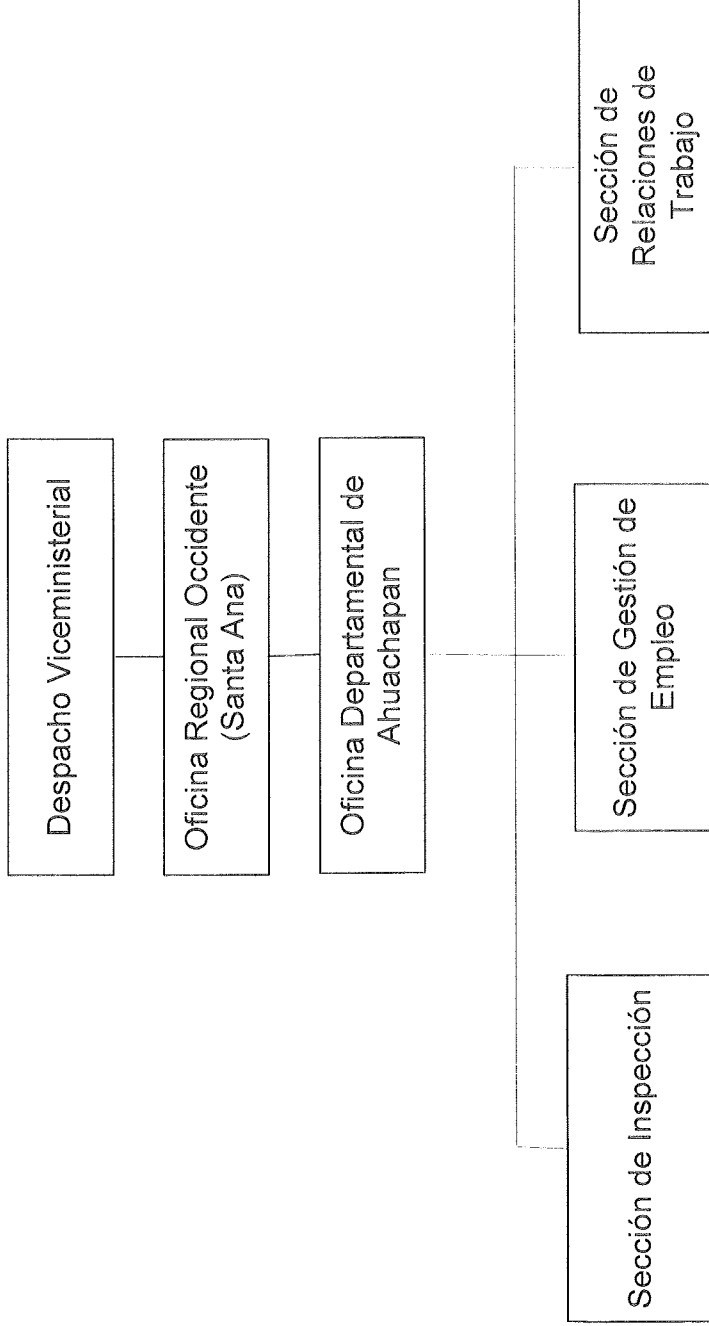 Despacho Viceministerial
Oficina Regional Occidente
(Santa Ana)
Oficina Departamental de
Ahuachapan
Sección de Inspección
Sección de Gestión de
Empleo
Sección de
Relaciones de
Trabajo